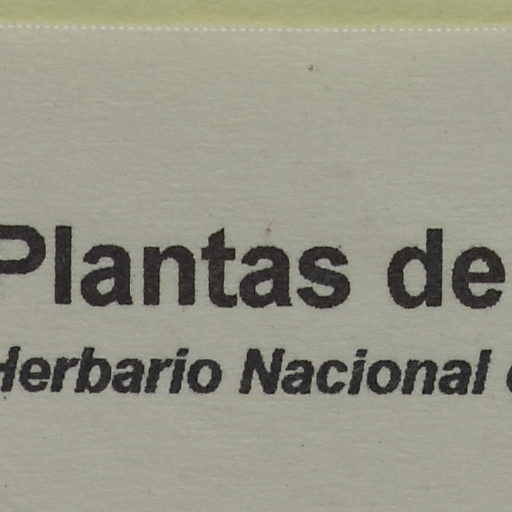 Plantas de
Herbario Nacional